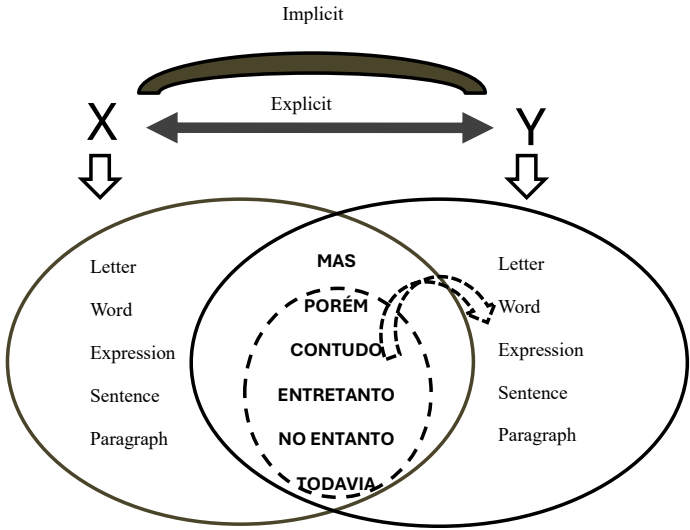 Implicit
Explicit
X
Y
Letter
Word
Expression
Sentence
Paragraph
MAS
PORÉM
CONTUDO
ENTRETANTO
NO ENTANTO
TODAVIA
Letter
Word
Expression
Sentence
Paragraph